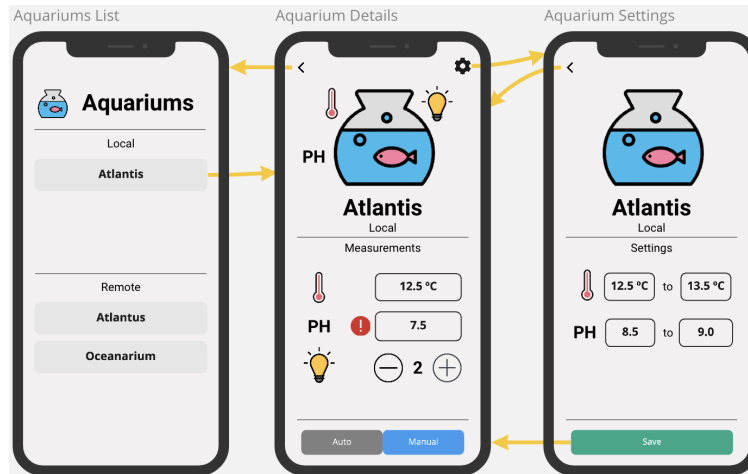 Aquariums List
Aquariums
Local
Atlantis
Remote
Atlantus
Oceanarium
Aquarium Details
PH
Atlantis
Local
Measurements
12.5 ºC
PH ! 7.5
2
Auto Manual
Aquarium Settings
Atlantis
Local
Settings
12.5 ºC to 13.5 ºC
PH 8.5 to 9.0
Save